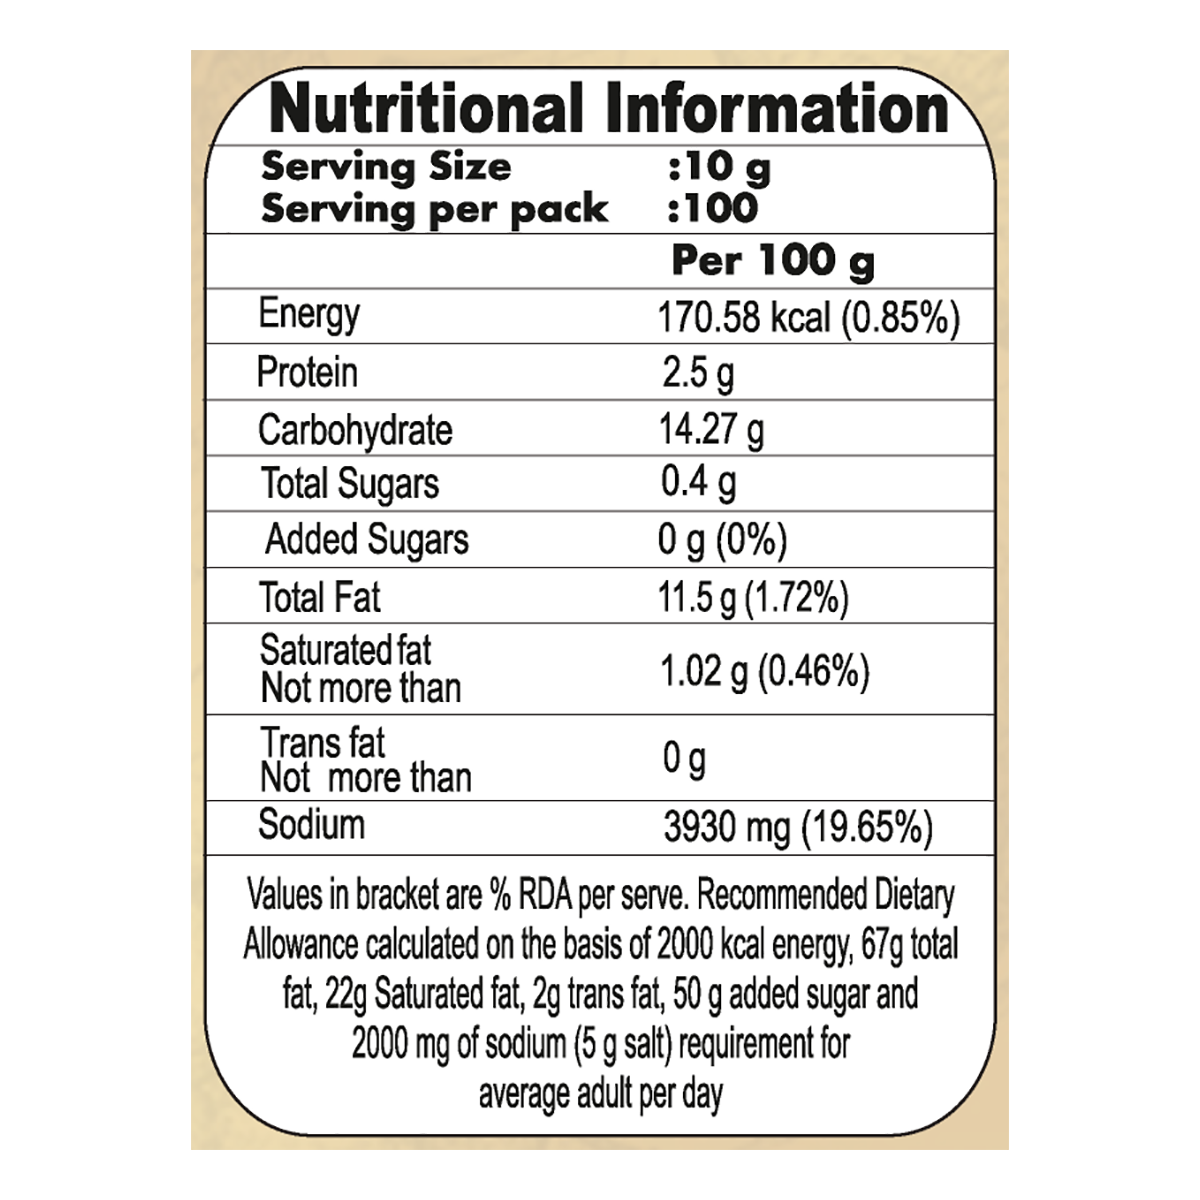 Nutritional Information
Serving Size :10 g
Serving per pack :100
Per 100 g
Energy 170.58 kcal (0.85%)
Protein 2.5 g
Carbohydrate 14.27 g
Total Sugars 0.4 g
Added Sugars 0 g (0%)
Total Fat 11.5 g (1.72%)
Saturated fat
Not more than 1.02 g (0.46%)
Trans fat
Not more than 0 g
Sodium 3930 mg (19.65%)
Values in bracket are % RDA per serve. Recommended Dietary
Allowance calculated on the basis of 2000 kcal energy, 67g total
fat, 22g Saturated fat, 2g trans fat, 50 g added sugar and
2000 mg of sodium (5 g salt) requirement for
average adult per day